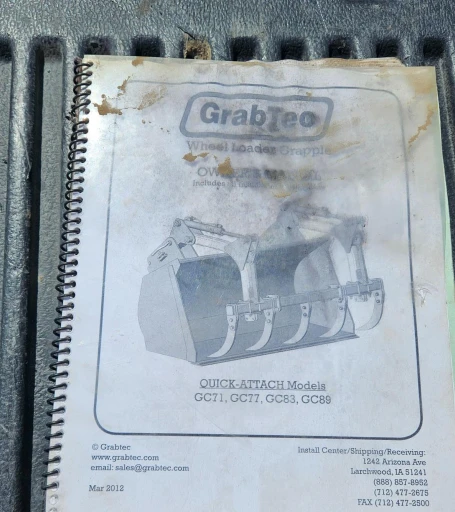 GrabTec
Wheel Loader Grapple
Includes
QUICK-ATTACH Models
GC71, GC77, GC83, GC89
© Grabtec
www.grabtec.com
email: sales@grabtec.com
Mar 2012
Install Center/Shipping/Receiving:
1242 Arizona Ave
Larchwood, IA 51241
(888) 857-8952
(712) 477-2675
FAX (712) 477-2500